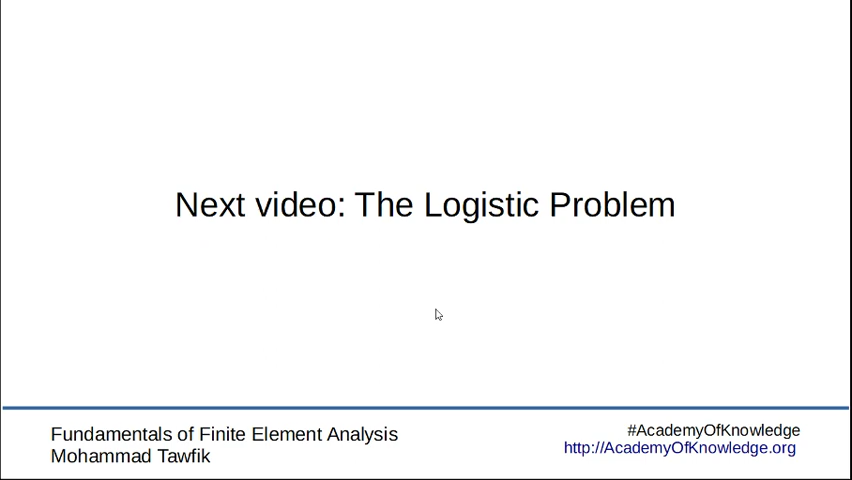 Next video: The Logistic Problem
Fundamentals of Finite Element Analysis
Mohammad Tawfik
#AcademyOfKnowledge
http://AcademyOfKnowledge.org